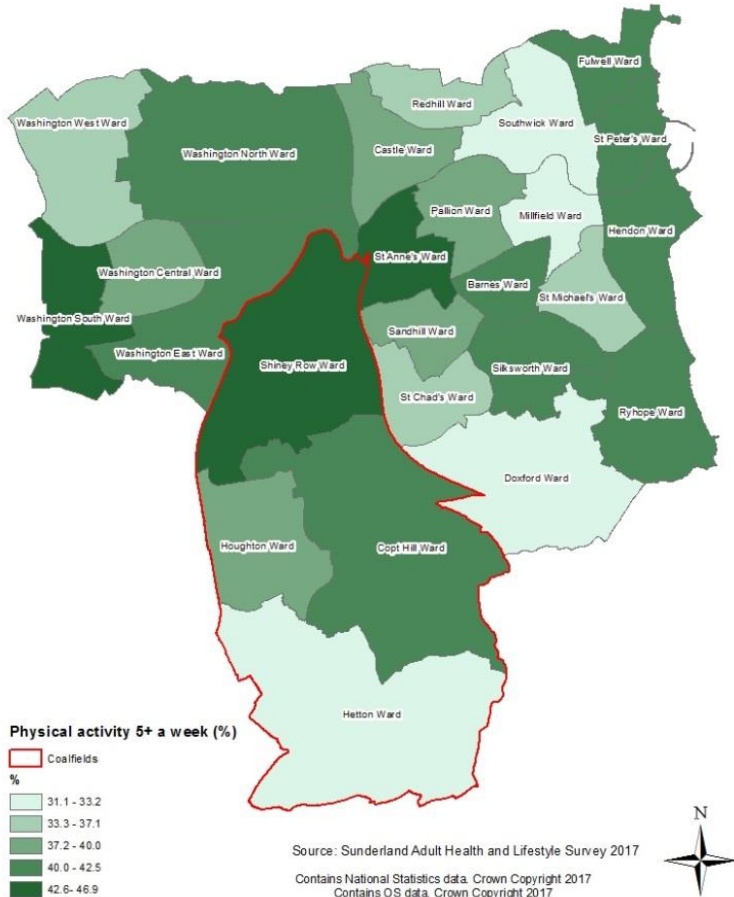 Fulwell Ward
Redhill Ward
Washington West Ward
Southwick Ward
St Peter's Ward
Washington North Ward
Castle Ward
Pallion Ward
Millfield Ward
Hendon Ward
St Anne's Ward
Washington Central Ward
Barnes Ward
St Michael's Ward
Washington South Ward
Sandhill Ward
Washington East Ward
Shiney Row Ward
Silksworth Ward
St Chad's Ward
Ryhope Ward
Doxford Ward
Houghton Ward
Copt Hill Ward
Hetton Ward
Physical activity 5+ a week (%)
Coalfields
%
31.1 - 33.2
33.3 - 37.1
37.2 - 40.0
40.0 - 42.5
42.6- 46.9
Source: Sunderland Adult Health and Lifestyle Survey 2017
Contains National Statistics data. Crown Copyright 2017
Contains OS data. Crown Copyright 2017
N